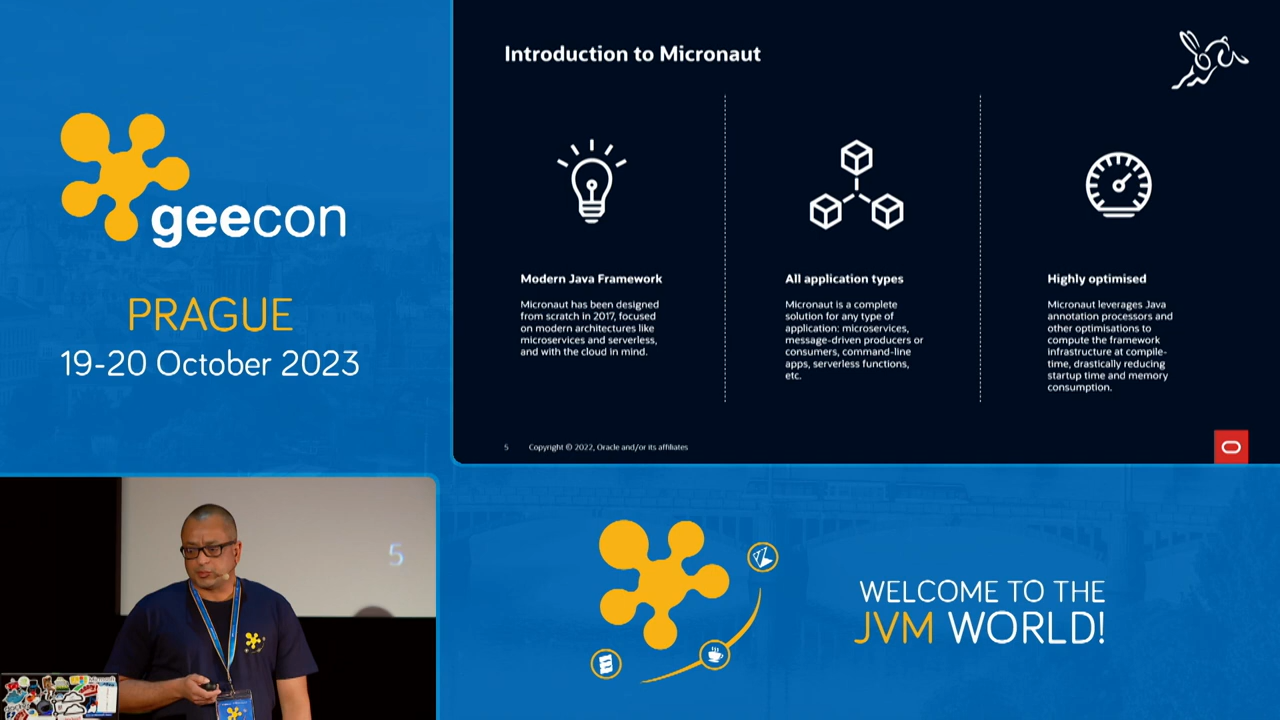 geecon
PRAGUE
19-20 October 2023
Introduction to Micronaut
Modern Java Framework
Micronaut has been designed
from scratch in 2017, focused
on modern architectures like
microservices and serverless,
and with the cloud in mind.
All application types
Micronaut is a complete
solution for any type of
application: microservices,
message-driven producers or
consumers, command-line
apps, serverless functions,
etc.
Highly optimised
Micronaut leverages Java
annotation processors and
other optimisations to
compute the framework
infrastructure at compile-
time, drastically reducing
startup time and memory
consumption.
5 Copyright © 2022, Oracle and/or its affiliates
5
WELCOME TO THE
JVM WORLD!